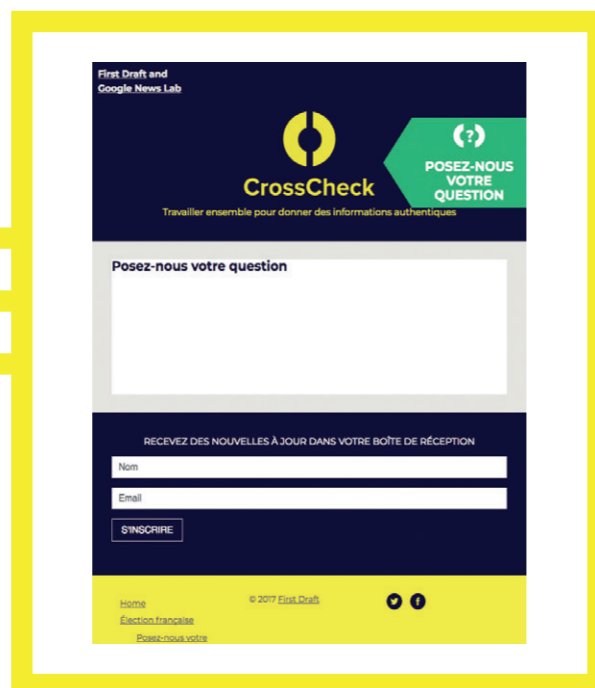 First Draft and
Google News Lab
(?)
POSEZ-NOUS
VOTRE
QUESTION
CrossCheck
Travailler ensemble pour donner des informations authentiques
Posez-nous votre question
RECEVEZ DES NOUVELLES À JOUR DANS VOTRE BOÎTE DE RÉCEPTION
Nom
Email
S'INSCRIRE
Home
© 2017 First Draft
Élection française
Posez-nous votre